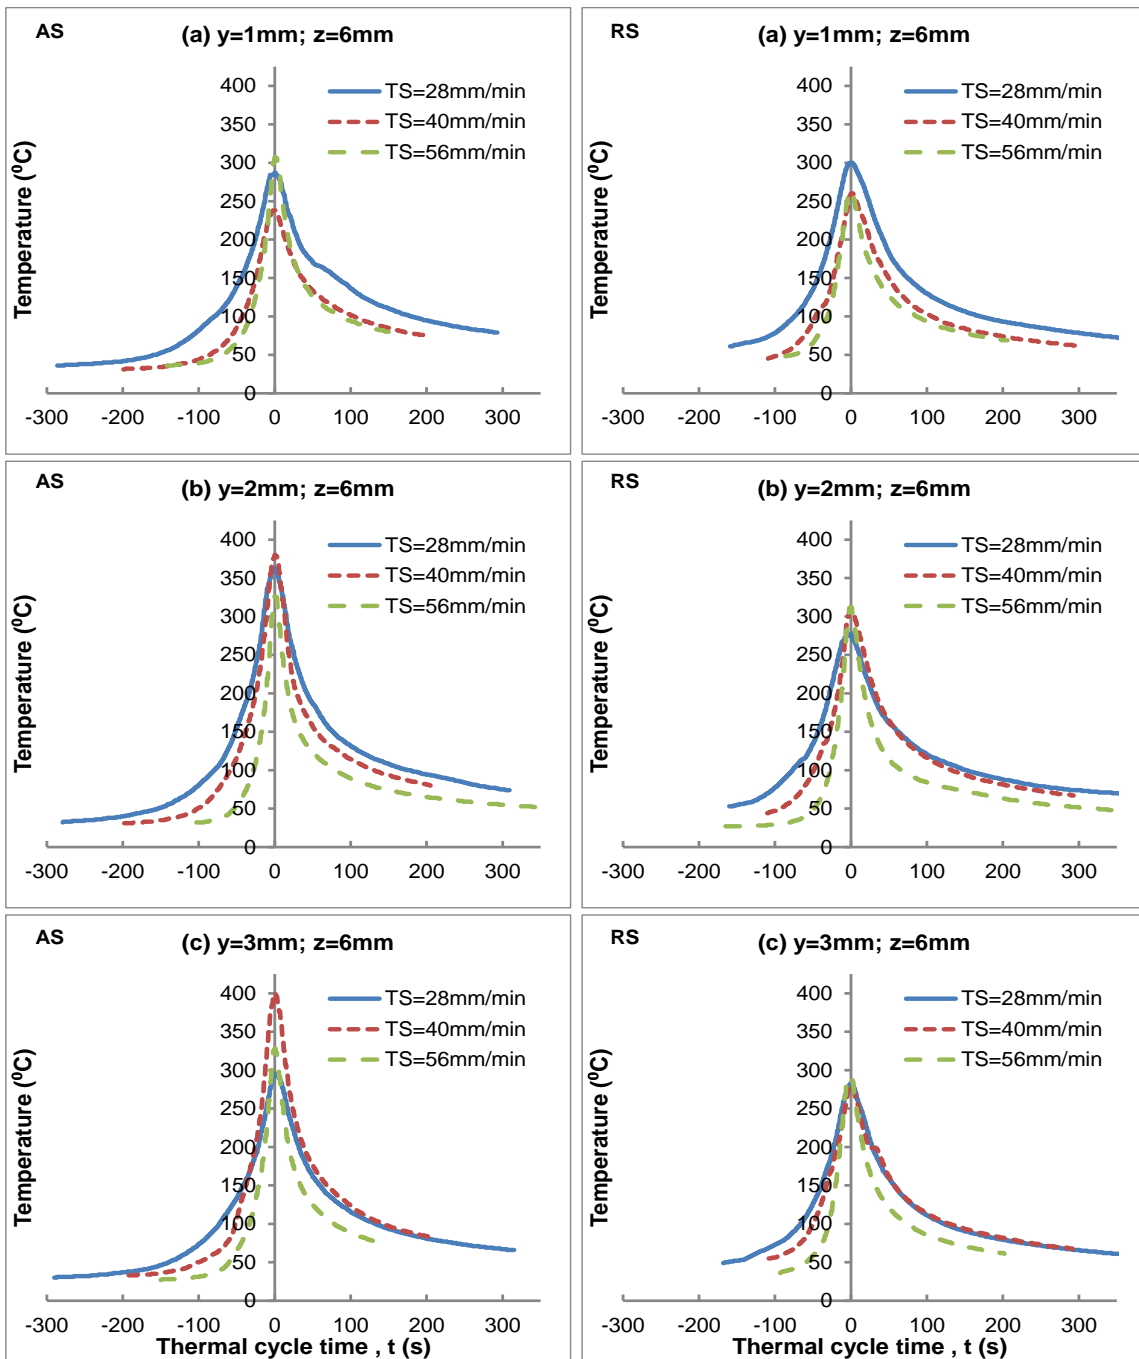 AS
(a) y=1mm; z=6mm
Temperature (⁰C)
400
350
300
250
200
150
100
50
0
TS=28mm/min
TS=40mm/min
TS=56mm/min
-300 -200 -100 0 100 200 300
RS
(a) y=1mm; z=6mm
Temperature (⁰C)
400
350
300
250
200
150
100
50
0
TS=28mm/min
TS=40mm/min
TS=56mm/min
-300 -200 -100 0 100 200 300
AS
(b) y=2mm; z=6mm
Temperature (⁰C)
400
350
300
250
200
150
100
50
0
TS=28mm/min
TS=40mm/min
TS=56mm/min
-300 -200 -100 0 100 200 300
RS
(b) y=2mm; z=6mm
Temperature (⁰C)
400
350
300
250
200
150
100
50
0
TS=28mm/min
TS=40mm/min
TS=56mm/min
-300 -200 -100 0 100 200 300
AS
(c) y=3mm; z=6mm
Temperature (⁰C)
400
350
300
250
200
150
100
50
0
TS=28mm/min
TS=40mm/min
TS=56mm/min
-300 -200 -100 0 100 200 300
Thermal cycle time , t (s)
RS
(c) y=3mm; z=6mm
Temperature (⁰C)
400
350
300
250
200
150
100
50
0
TS=28mm/min
TS=40mm/min
TS=56mm/min
-300 -200 -100 0 100 200 300
Thermal cycle time , t (s)